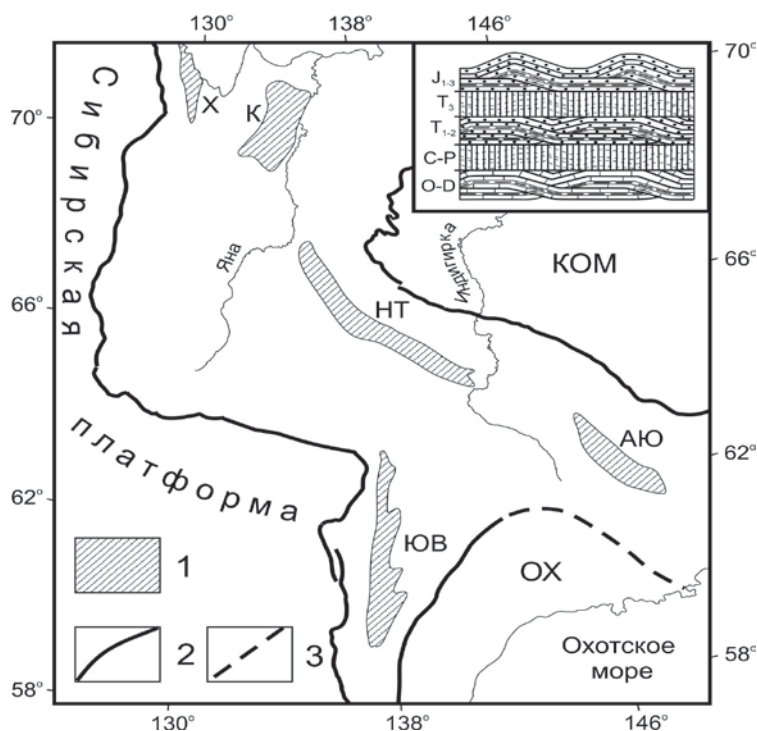 130° 138° 146°
70° 70°
66° 66°
62° 62°
58° 58°
130° 138° 146°
Сибирская
платформа
Х
К
Яна
Индигирка
КОМ
НТ
АЮ
ЮВ
ОХ
Охотское
море
J1-3
T3
T1-2
C-P
O-D
1
2
3